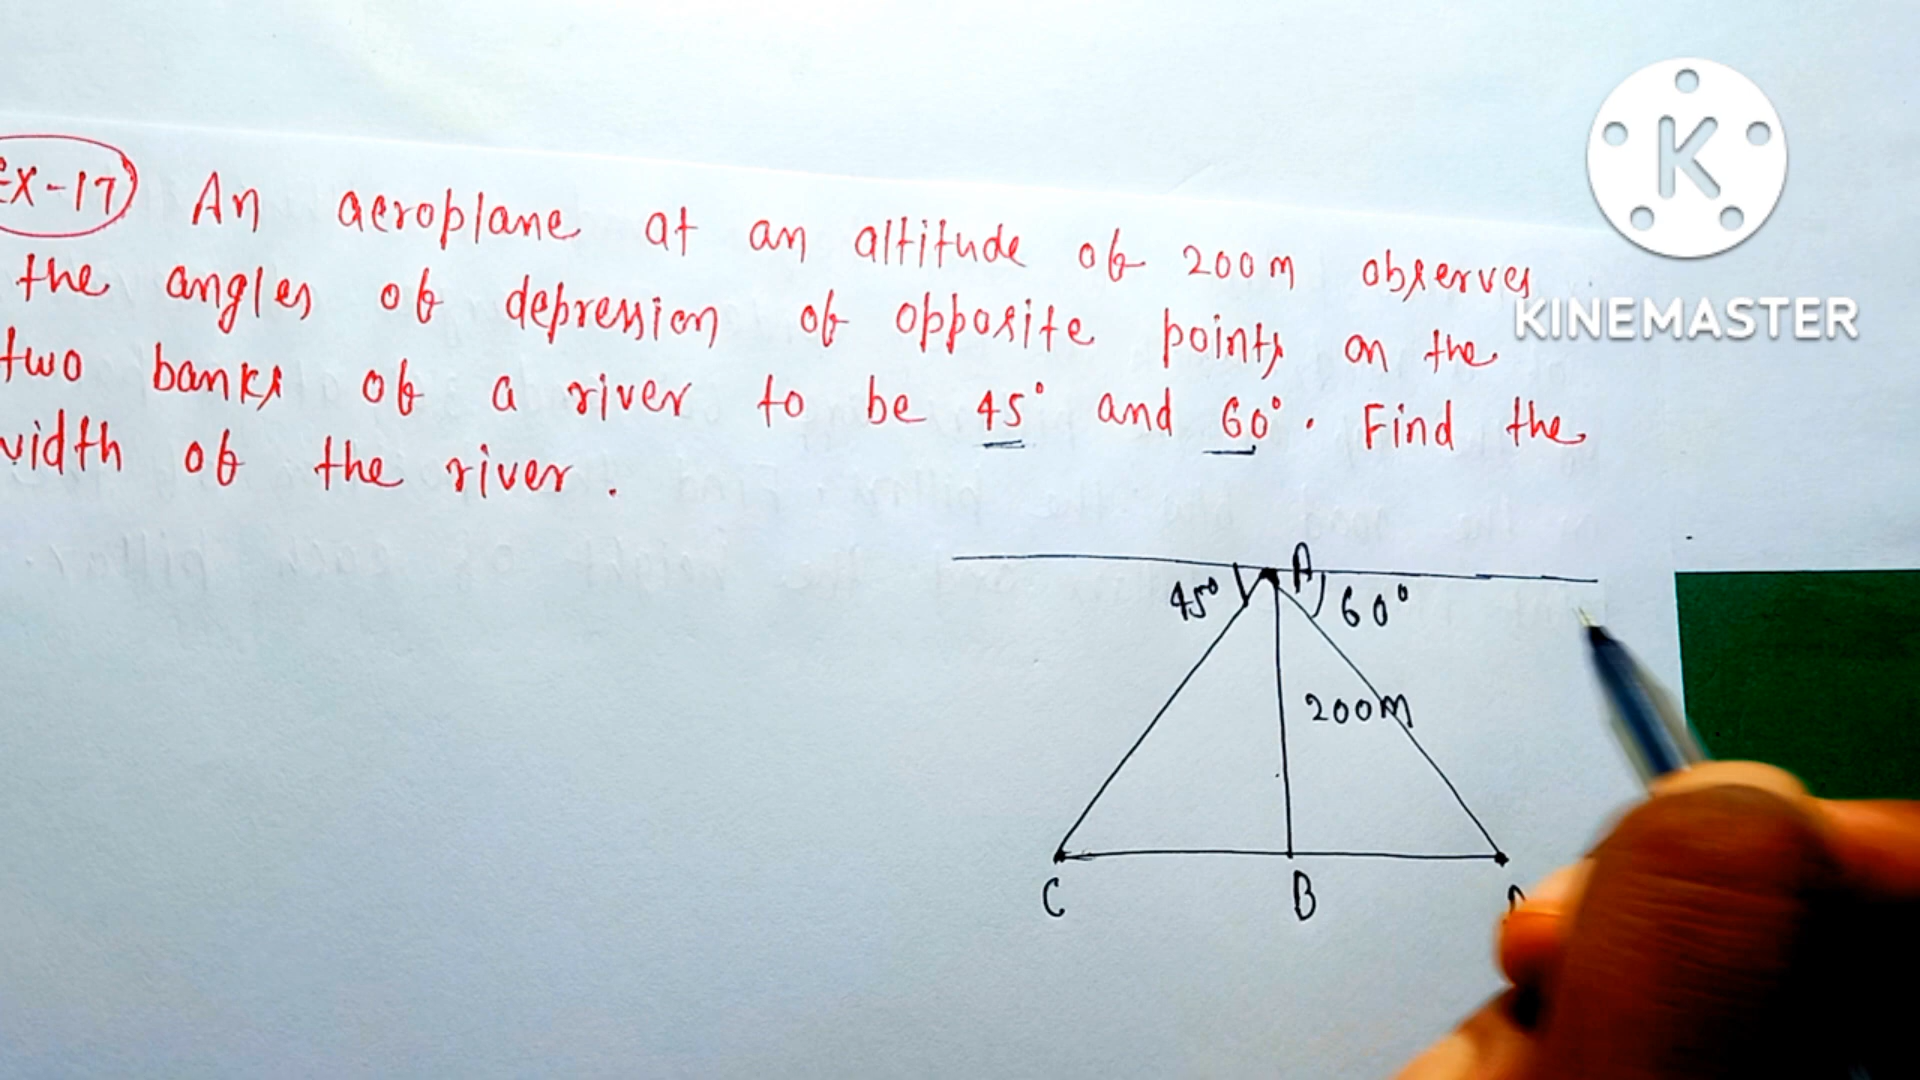 Ex-17) An aeroplane at an altitude of 200m observes
the angles of depression of opposite points on the
two banks of a river to be 45° and 60°. Find the
width of the river.
K
KINEMASTER
A
45° 60°
200m
C B